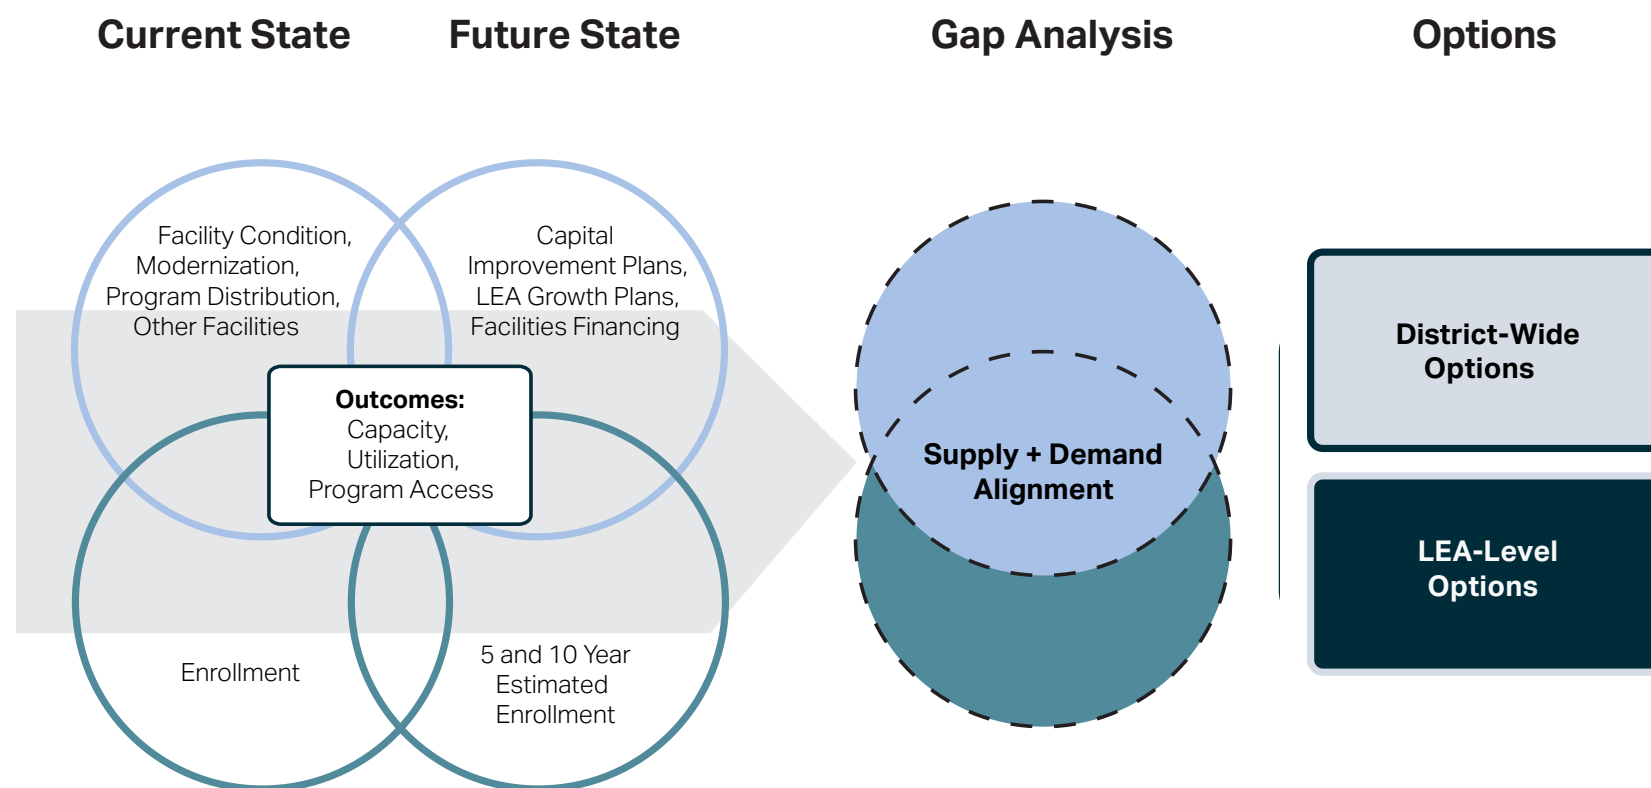 Current State
Future State
Gap Analysis
Options
Facility Condition,
Modernization,
Program Distribution,
Other Facilities
Capital
Improvement Plans,
LEA Growth Plans,
Facilities Financing
Outcomes:
Capacity,
Utilization,
Program Access
Enrollment
5 and 10 Year
Estimated
Enrollment
Supply + Demand
Alignment
District-Wide
Options
LEA-Level
Options